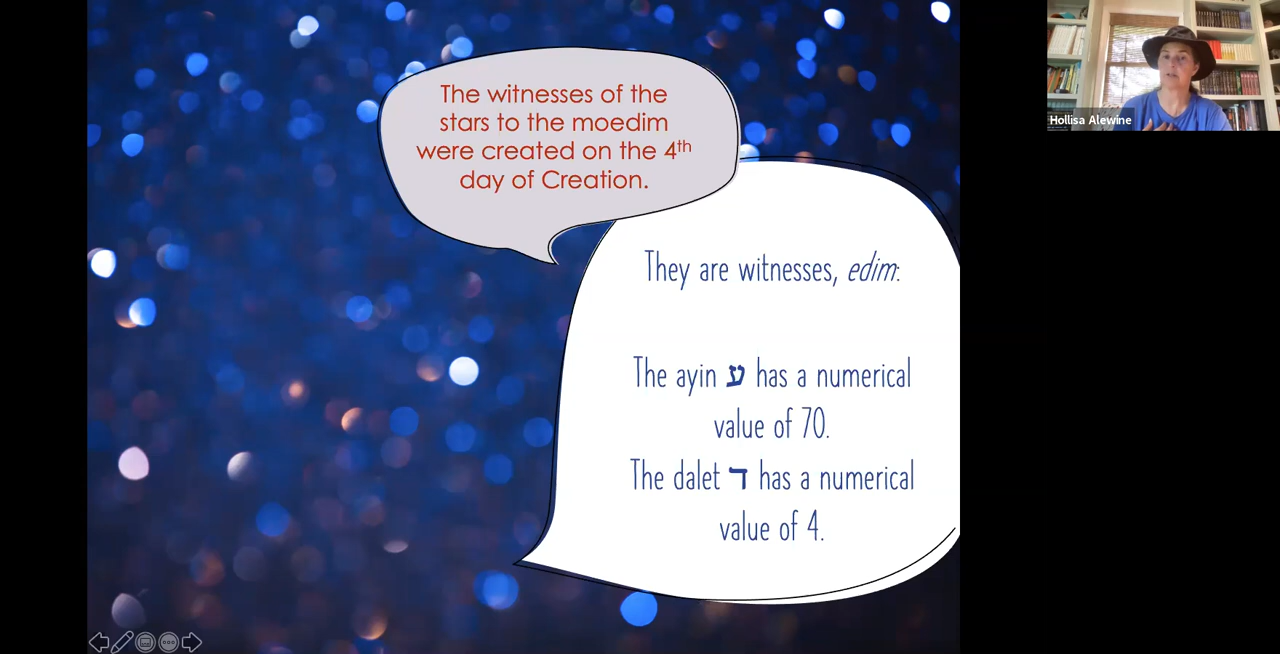 The witnesses of the
stars to the moedim
were created on the 4th
day of Creation.
They are witnesses, edim:
The ayin ע has a numerical
value of 70.
The dalet ד has a numerical
value of 4.
Hollisa Alewine